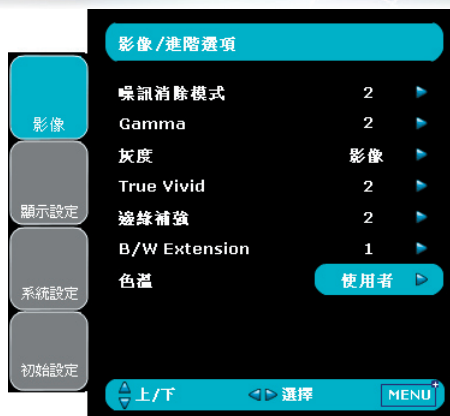 影像/進階選項
影像
顯示設定
系統設定
初始設定
噪訊消除模式 2
Gamma 2
灰度 影像
True Vivid 2
邊緣補強 2
B/W Extension 1
色溫 使用者
上/下 選擇 MENU